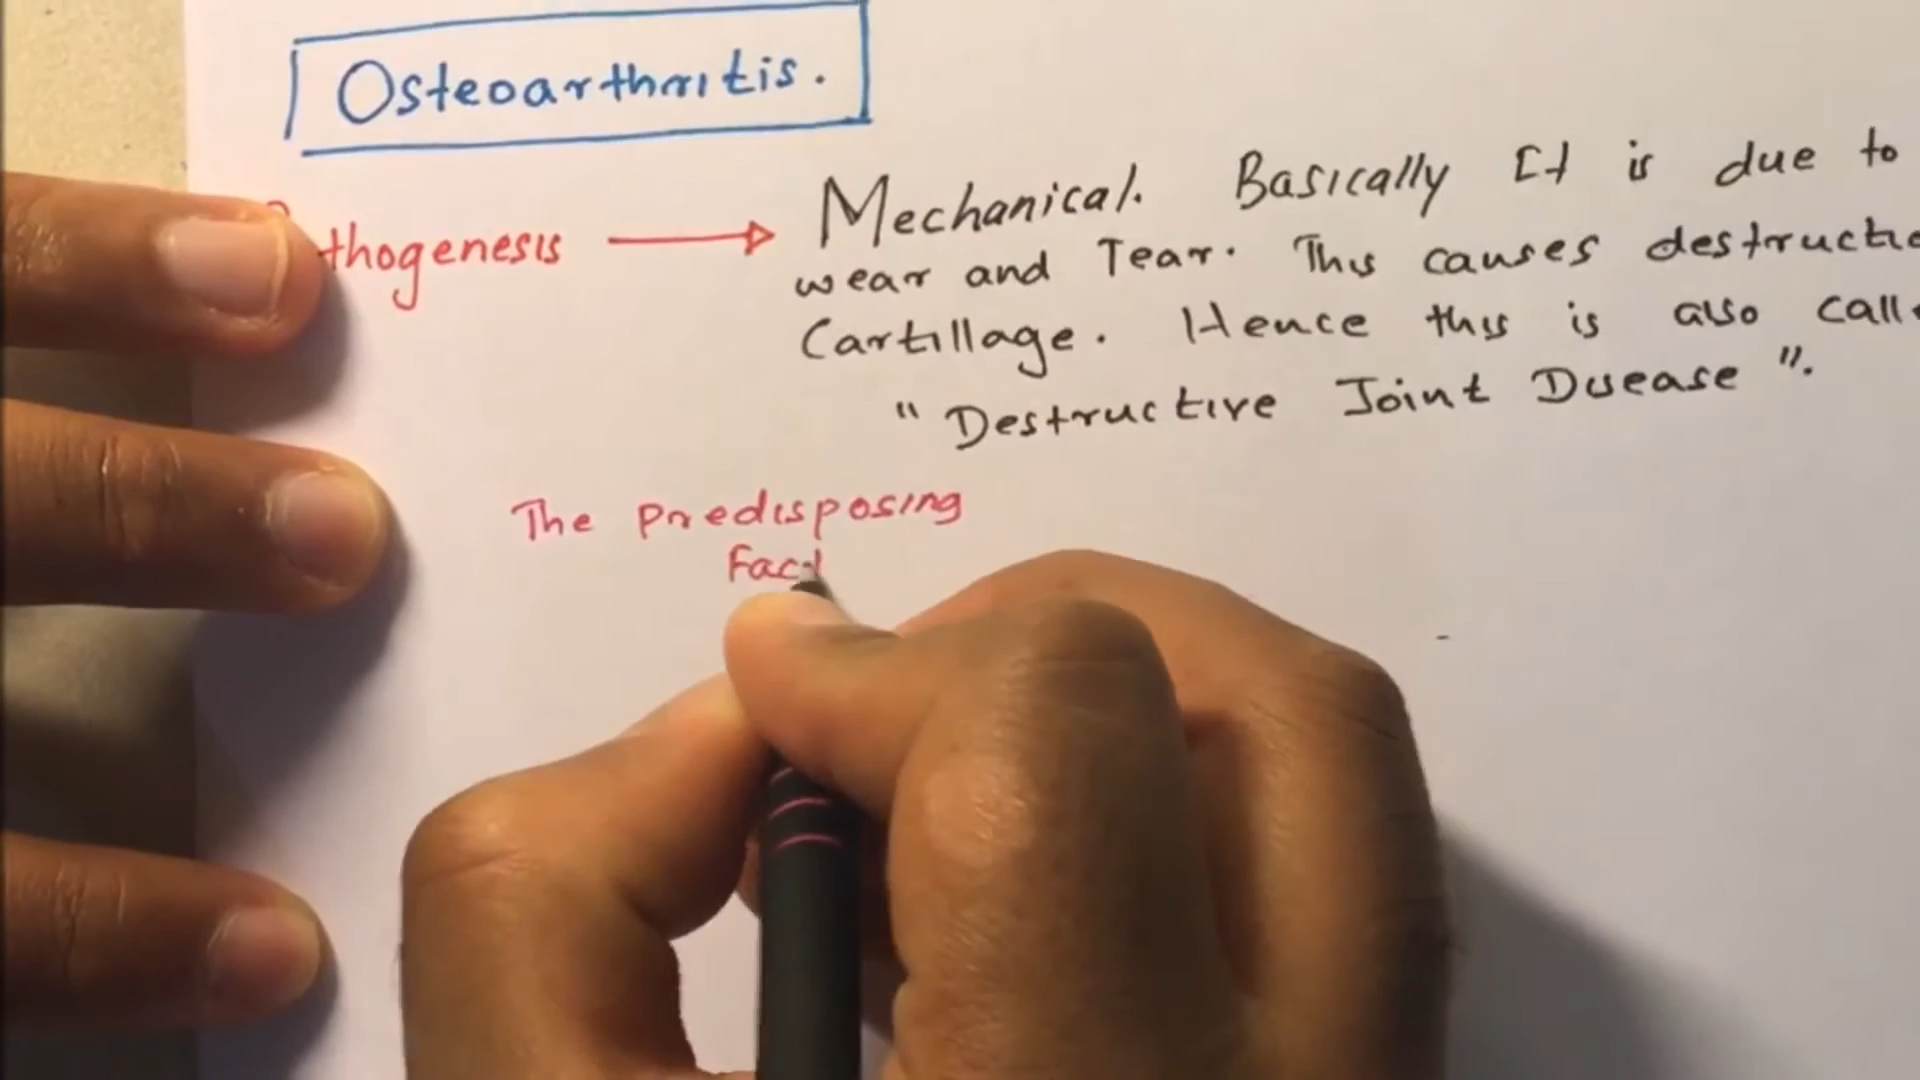 Osteoarthritis.
thogenesis → Mechanical. Basically It is due to
wear and Tear. This causes destructio
Cartillage. Hence this is also call
"Destructive Joint Disease".
The Predisposing
Fact